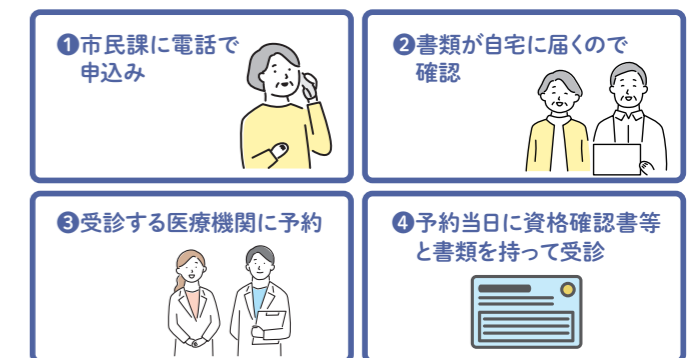 ❶市民課に電話で
申込み
❷書類が自宅に届くので
確認
❸受診する医療機関に予約
❹予約当日に資格確認書等
と書類を持って受診